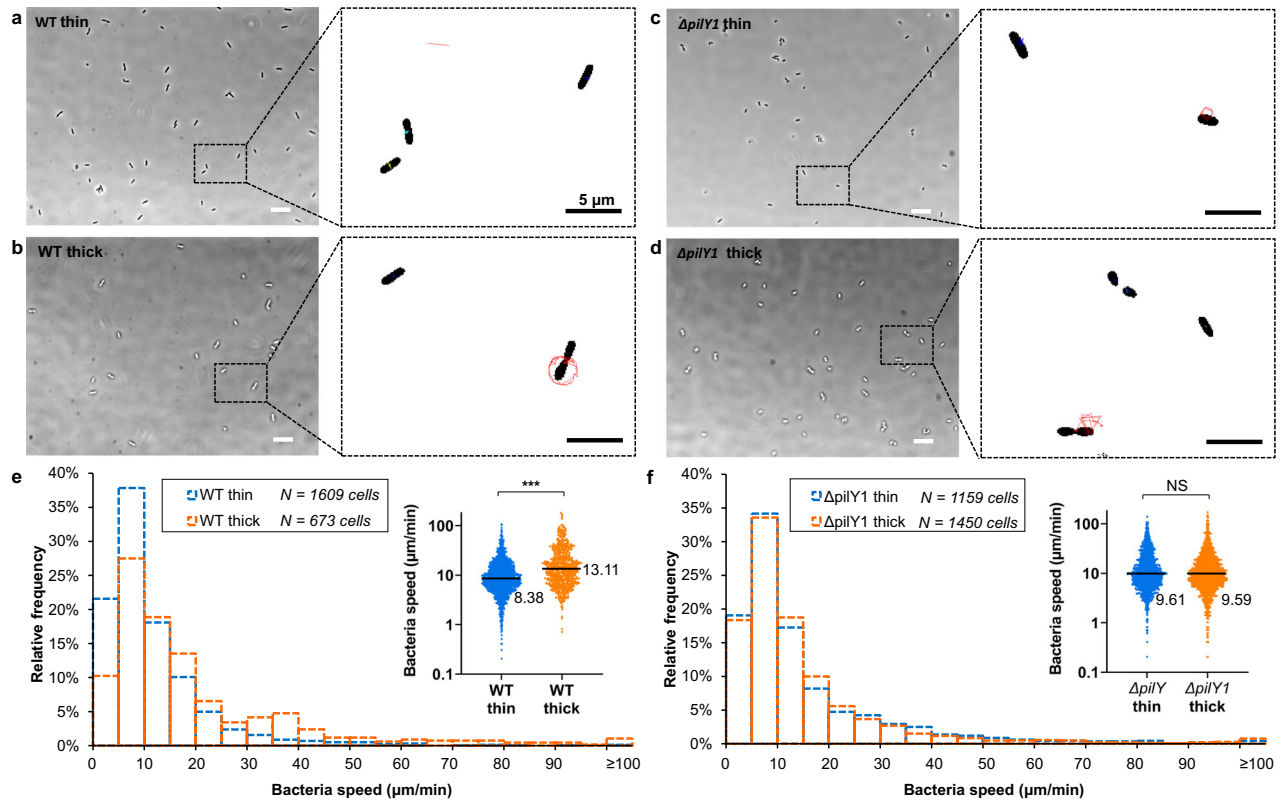 a WT thin
5 µm
c ΔpilY1 thin
b WT thick
d ΔpilY1 thick
e
40%
35%
30%
25%
20%
15%
10%
5%
0%
Relative frequency
WT thin N = 1609 cells
WT thick N = 673 cells
0 10 20 30 40 50 60 70 80 90 ≥100
Bacteria speed (µm/min)
***
100
10
1
0.1
Bacteria speed (µm/min)
8.38
13.11
WT thin
WT thick
f
40%
35%
30%
25%
20%
15%
10%
5%
0%
Relative frequency
ΔpilY1 thin N = 1159 cells
ΔpilY1 thick N = 1450 cells
0 10 20 30 40 50 60 70 80 90 ≥100
Bacteria speed (µm/min)
NS
100
10
1
0.1
Bacteria speed (µm/min)
9.61
9.59
ΔpilY thin
ΔpilY1 thick